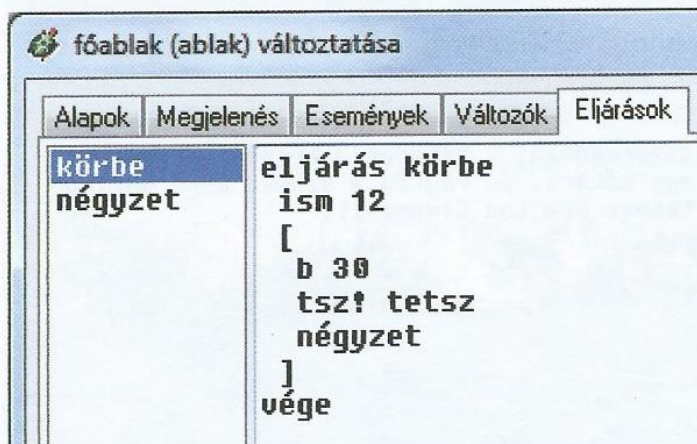 főablak (ablak) változtatása
Alapok Megjelenés Események Változók Eljárások
körbe
négyzet
eljárás körbe
ism 12
[
b 30
tsz! tetsz
négyzet
]
vége